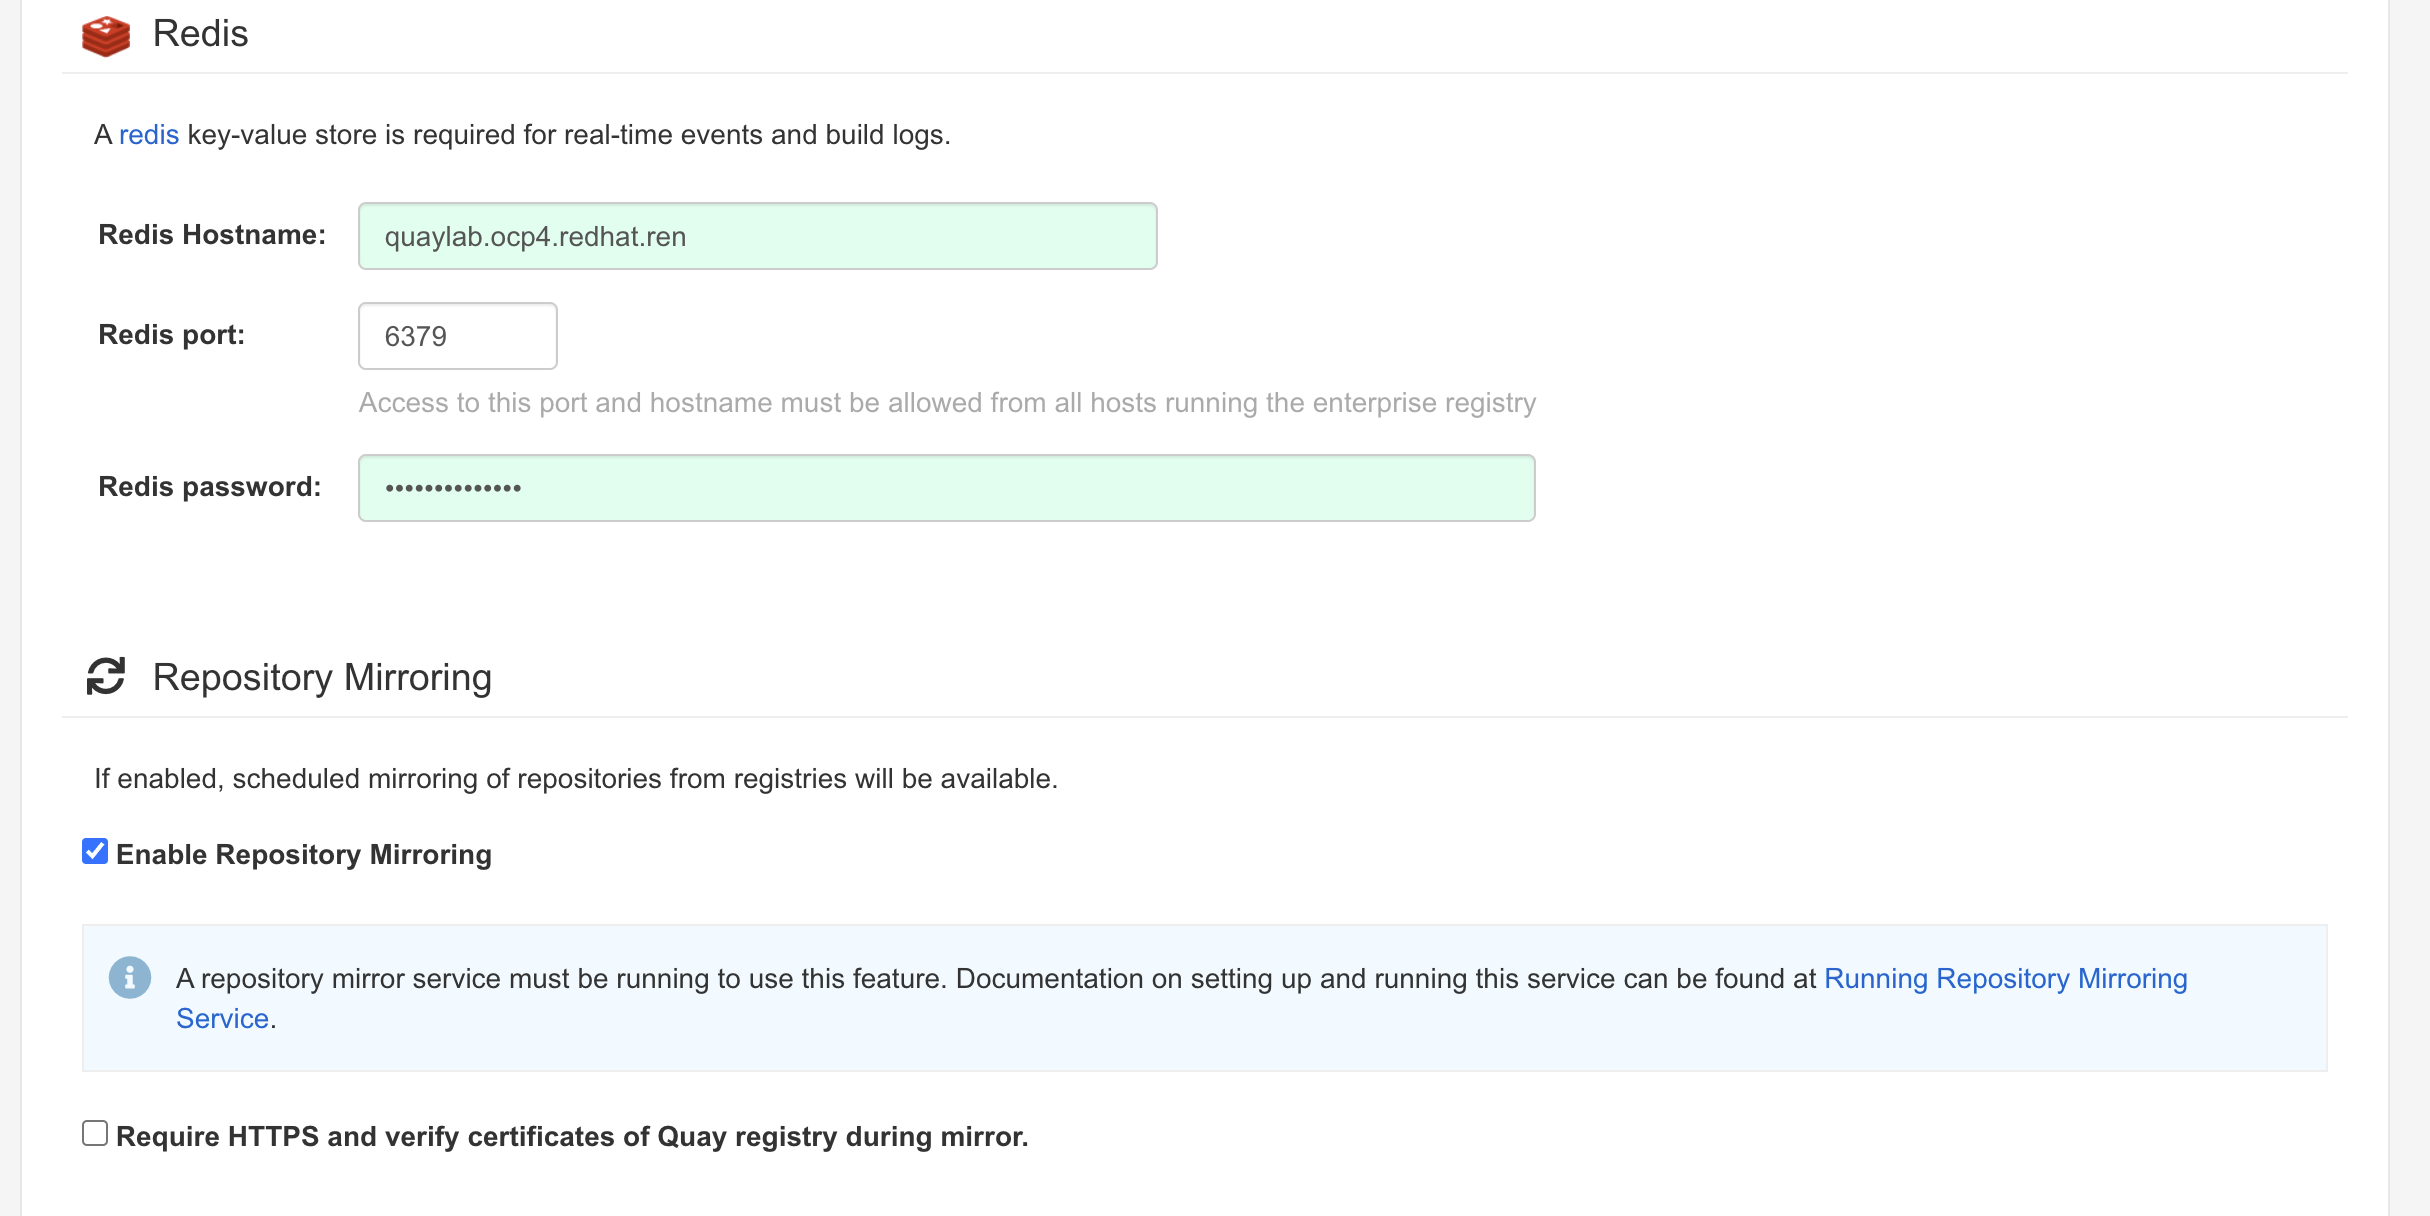 Redis
A redis key-value store is required for real-time events and build logs.
Redis Hostname: quaylab.ocp4.redhat.ren
Redis port: 6379
Access to this port and hostname must be allowed from all hosts running the enterprise registry
Redis password: ••••••••••••••
Repository Mirroring
If enabled, scheduled mirroring of repositories from registries will be available.
Enable Repository Mirroring
A repository mirror service must be running to use this feature. Documentation on setting up and running this service can be found at Running Repository Mirroring
Service.
Require HTTPS and verify certificates of Quay registry during mirror.